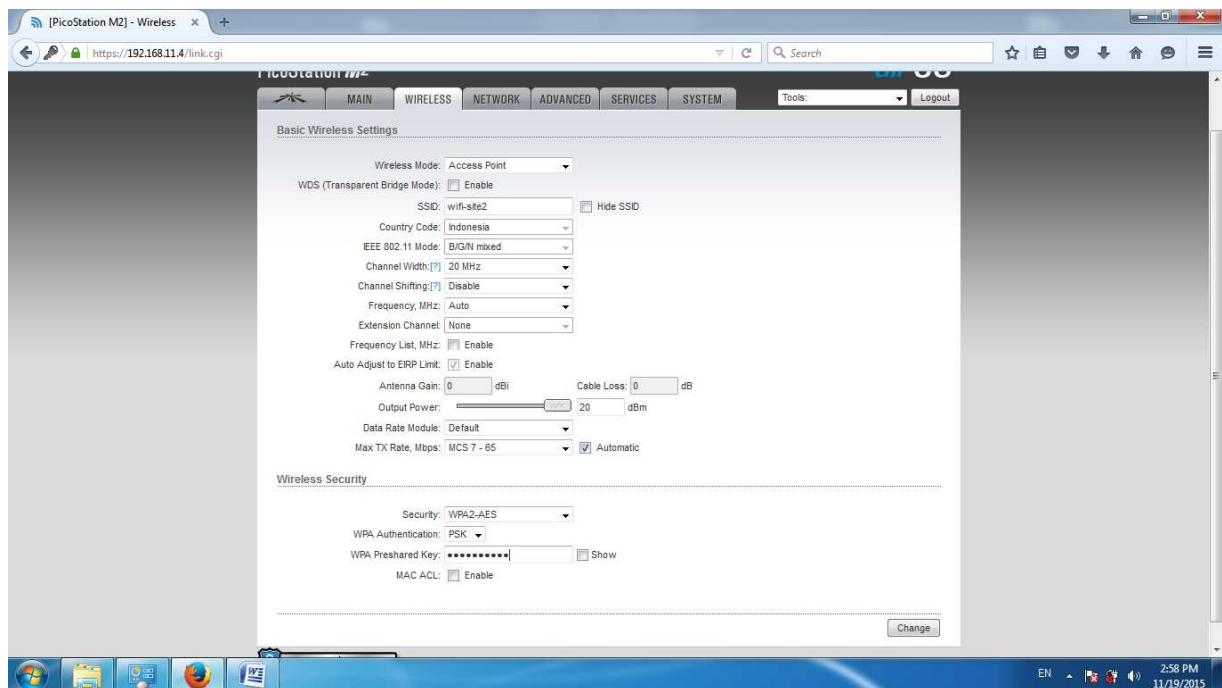 [PicoStation M2] - Wireless
https://192.168.11.4/link.cgi
Search
PicoStation M2
MAIN WIRELESS NETWORK ADVANCED SERVICES SYSTEM Tools: Logout
Basic Wireless Settings
Wireless Mode: Access Point
WDS (Transparent Bridge Mode): Enable
SSID: wifi-site2 Hide SSID
Country Code: Indonesia
IEEE 802.11 Mode: B/G/N mixed
Channel Width:[?] 20 MHz
Channel Shifting:[?] Disable
Frequency, MHz: Auto
Extension Channel: None
Frequency List, MHz: Enable
Auto Adjust to EIRP Limit: Enable
Antenna Gain: 0 dBi Cable Loss: 0 dB
Output Power: 20 dBm
Data Rate Module: Default
Max TX Rate, Mbps: MCS 7 - 65 Automatic
Wireless Security
Security: WPA2-AES
WPA Authentication: PSK
WPA Preshared Key: ●●●●●●●●●● Show
MAC ACL: Enable
Change
EN
2:58 PM
11/19/2015